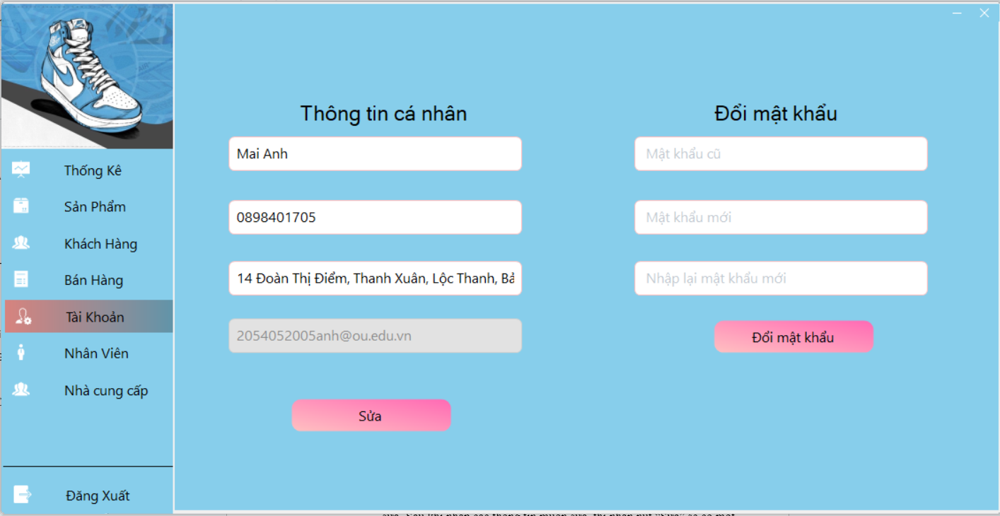 Thống Kê
Sản Phẩm
Khách Hàng
Bán Hàng
Tài Khoản
Nhân Viên
Nhà cung cấp
Đăng Xuất
Thông tin cá nhân
Mai Anh
0898401705
14 Đoàn Thị Điểm, Thanh Xuân, Lộc Thanh, Bả
2054052005anh@ou.edu.vn
Sửa
Đổi mật khẩu
Mật khẩu cũ
Mật khẩu mới
Nhập lại mật khẩu mới
Đổi mật khẩu